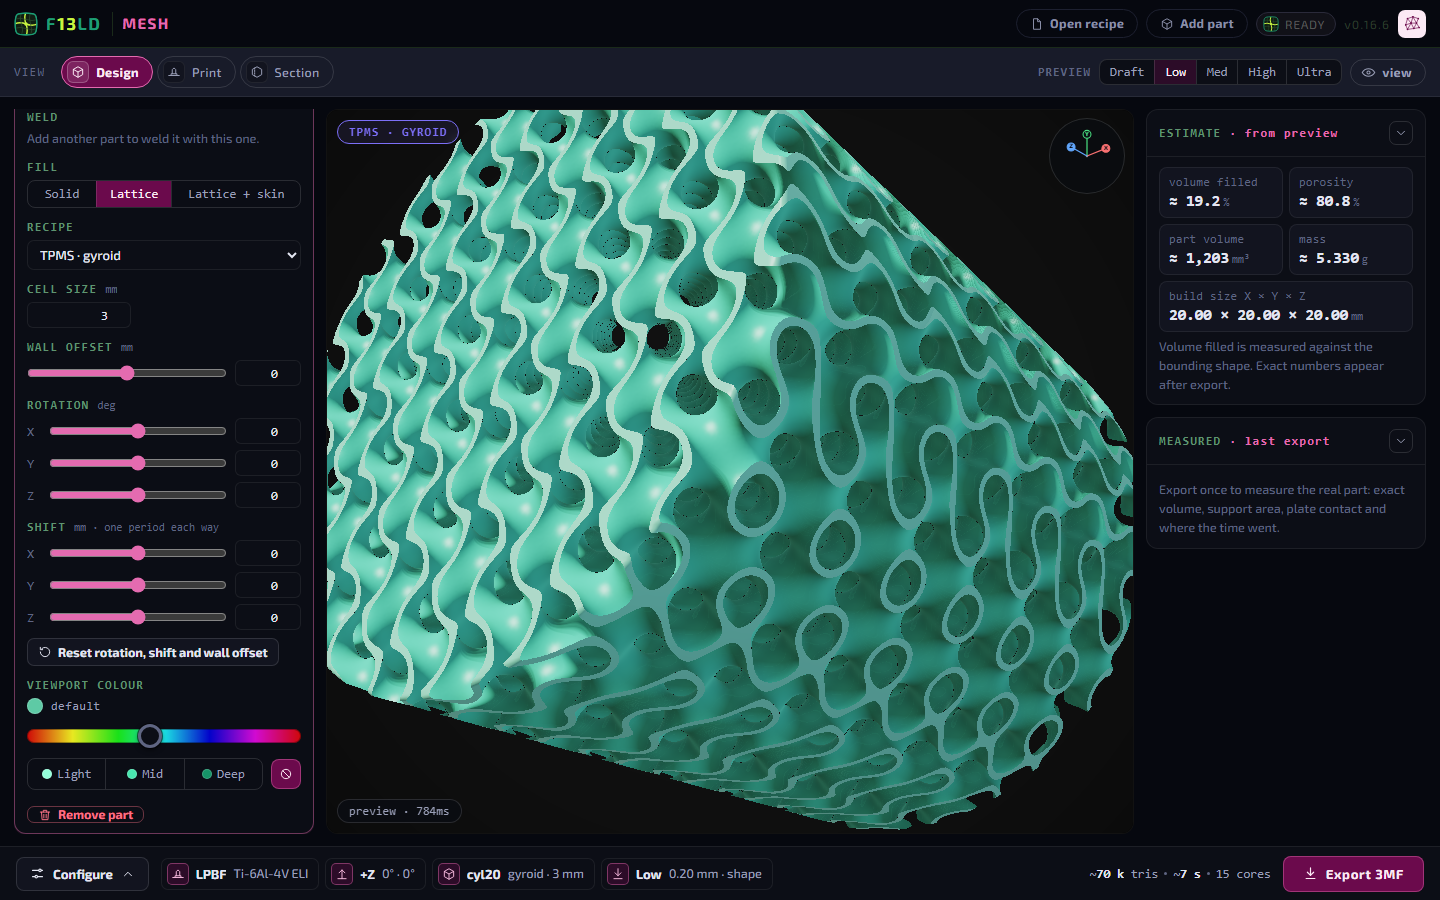 F13LD MESH
Open recipe
Add part
READY
v0.16.6
VIEW
Design
Print
Section
PREVIEW
Draft
Low
Med
High
Ultra
view
WELD
Add another part to weld it with this one.
FILL
Solid
Lattice
Lattice + skin
RECIPE
TPMS · gyroid
CELL SIZE mm
3
WALL OFFSET mm
0
ROTATION deg
X 0
Y 0
Z 0
SHIFT mm · one period each way
X 0
Y 0
Z 0
Reset rotation, shift and wall offset
VIEWPORT COLOUR
default
Light
Mid
Deep
Remove part
TPMS · GYROID
Y
Z
X
preview · 784ms
ESTIMATE · from preview
volume filled
≈ 19.2 %
porosity
≈ 80.8 %
part volume
≈ 1,203 mm³
mass
≈ 5.330 g
build size X × Y × Z
20.00 × 20.00 × 20.00 mm
Volume filled is measured against the
bounding shape. Exact numbers appear
after export.
MEASURED · last export
Export once to measure the real part: exact
volume, support area, plate contact and
where the time went.
Configure
LPBF Ti-6Al-4V ELI
+Z 0° · 0°
cyl20 gyroid · 3 mm
Low 0.20 mm · shape
~70 k tris · ~7 s · 15 cores
Export 3MF